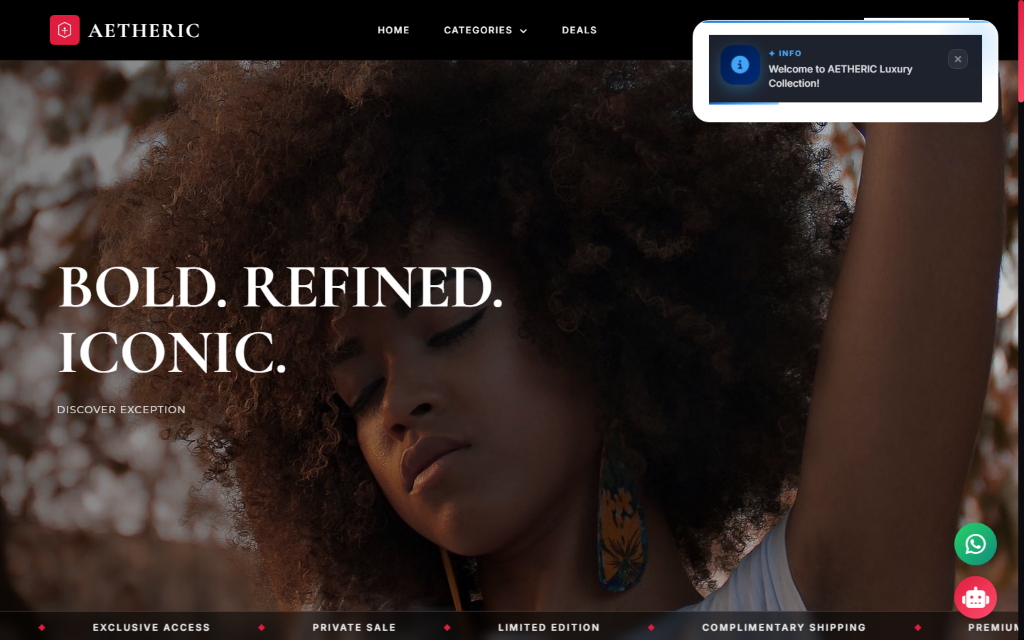 AETHERIC
HOME
CATEGORIES
DEALS
+ INFO
Welcome to AETHERIC Luxury
Collection!
BOLD. REFINED.
ICONIC.
DISCOVER EXCEPTION
EXCLUSIVE ACCESS
PRIVATE SALE
LIMITED EDITION
COMPLIMENTARY SHIPPING
PREMIUM